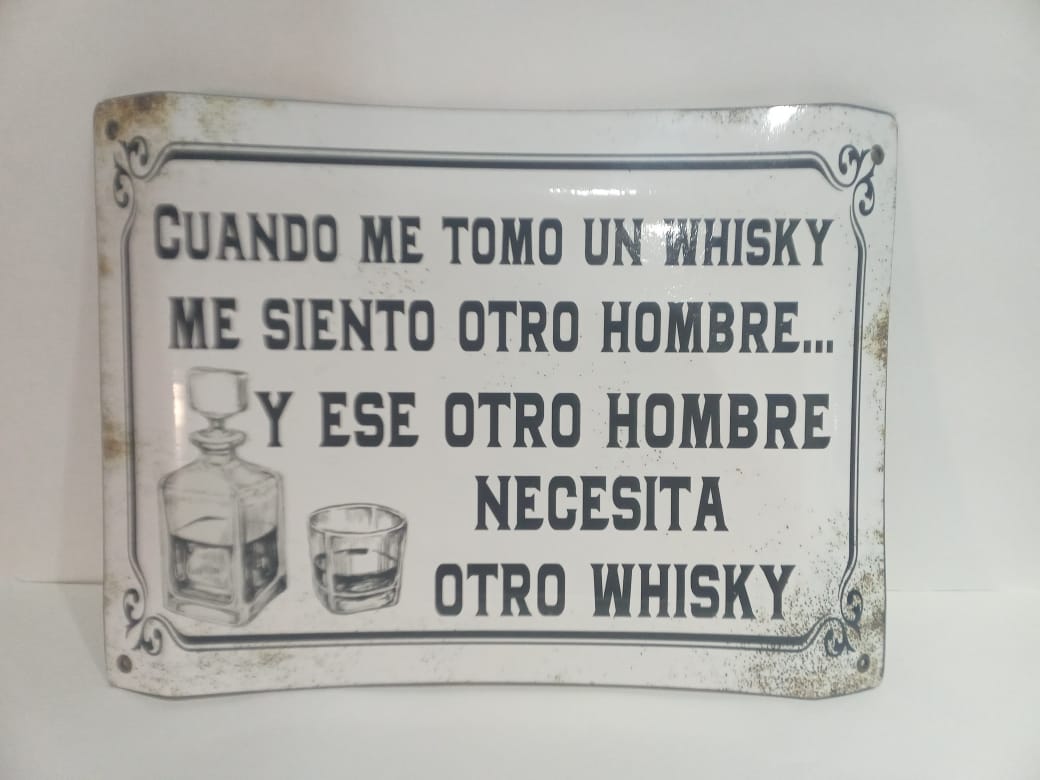 CUANDO ME TOMO UN WHISKY
ME SIENTO OTRO HOMBRE...
Y ESE OTRO HOMBRE
NECESITA
OTRO WHISKY